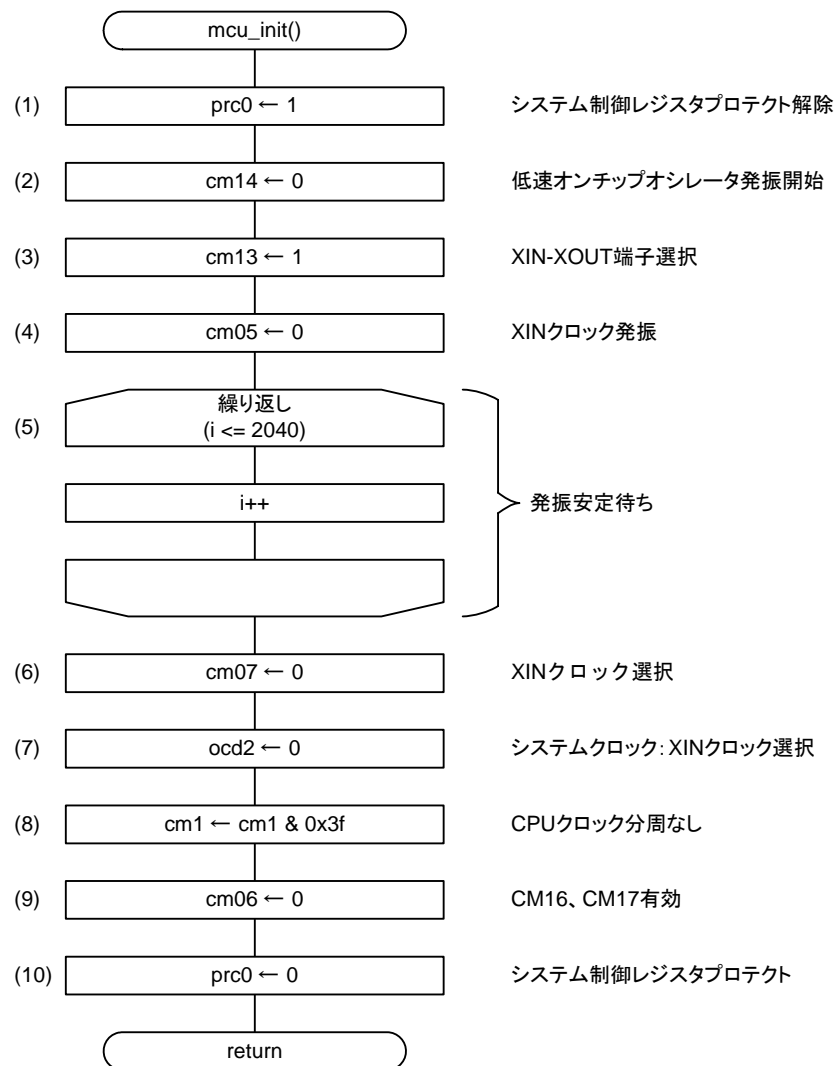 mcu_init()
(1) prc0 ← 1 システム制御レジスタプロテクト解除
(2) cm14 ← 0 低速オンチップオシレータ発振開始
(3) cm13 ← 1 XIN-XOUT端子選択
(4) cm05 ← 0 XINクロック発振
繰り返し
(5) (i <= 2040)
i++ 発振安定待ち
(6) cm07 ← 0 XINクロック選択
(7) ocd2 ← 0 システムクロック：XINクロック選択
(8) cm1 ← cm1 & 0x3f CPUクロック分周なし
(9) cm06 ← 0 CM16、CM17有効
(10) prc0 ← 0 システム制御レジスタプロテクト
return